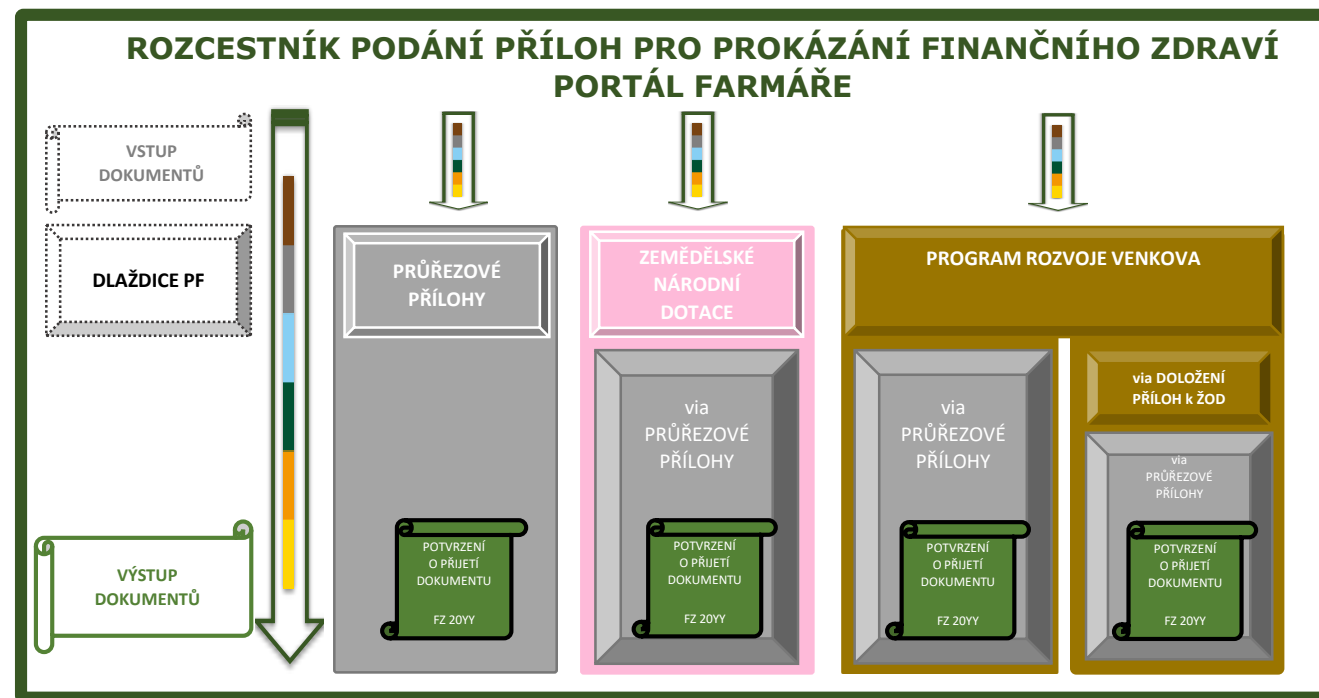 ROZCESTNÍK PODÁNÍ PŘÍLOH PRO PROKÁZÁNÍ FINANČNÍHO ZDRAVÍ
PORTÁL FARMÁŘE
VSTUP
DOKUMENTŮ
DLAŽDICE PF
VÝSTUP
DOKUMENTŮ
PRŮŘEZOVÉ
PŘÍLOHY
POTVRZENÍ
O PŘIJETÍ
DOKUMENTU
FZ 20YY
ZEMĚDĚLSKÉ
NÁRODNÍ
DOTACE
via
PRŮŘEZOVÉ
PŘÍLOHY
POTVRZENÍ
O PŘIJETÍ
DOKUMENTU
FZ 20YY
PROGRAM ROZVOJE VENKOVA
via
PRŮŘEZOVÉ
PŘÍLOHY
POTVRZENÍ
O PŘIJETÍ
DOKUMENTU
FZ 20YY
via DOLOŽENÍ
PŘÍLOH k ŽOD
via
PRŮŘEZOVÉ
PŘÍLOHY
POTVRZENÍ
O PŘIJETÍ
DOKUMENTU
FZ 20YY